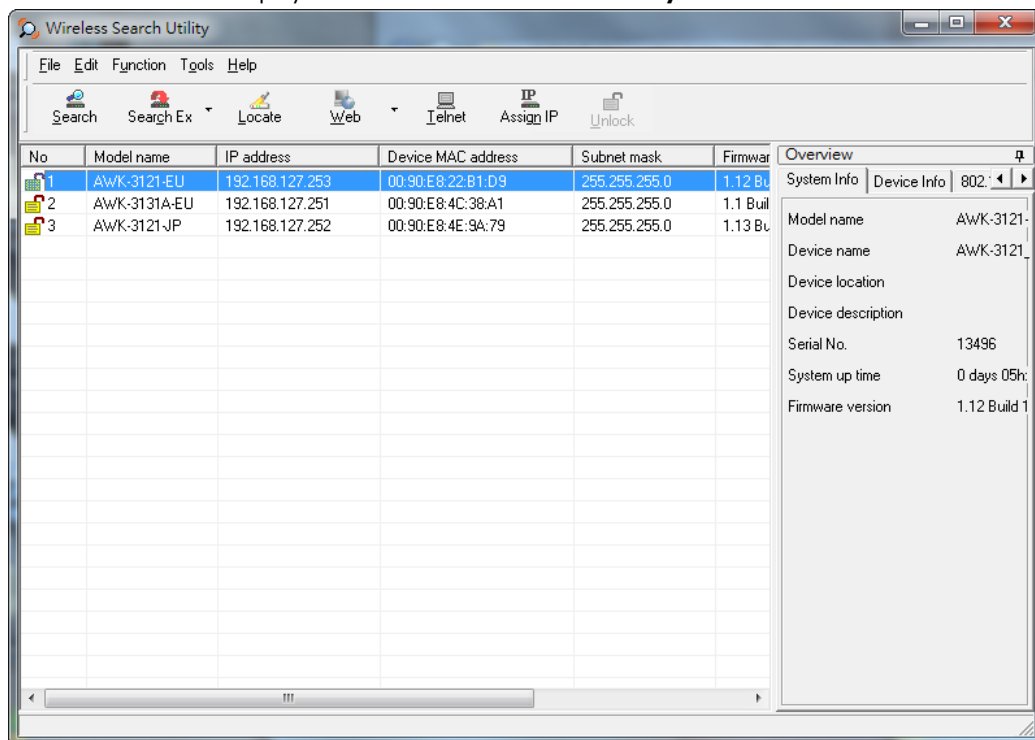 Wireless Search Utility
File Edit Function Tools Help
Search Search Ex Locate Web Telnet Assign IP Unlock
No Model name IP address Device MAC address Subnet mask Firmwar
1 AWK-3121-EU 192.168.127.253 00:90:E8:22:B1:D9 255.255.255.0 1.12 Bu
2 AWK-3131A-EU 192.168.127.251 00:90:E8:4C:38:A1 255.255.255.0 1.1 Buil
3 AWK-3121-JP 192.168.127.252 00:90:E8:4E:9A:79 255.255.255.0 1.13 Bu
Overview
System Info Device Info 802.
Model name AWK-3121-
Device name AWK-3121_
Device location
Device description
Serial No. 13496
System up time 0 days 05h:
Firmware version 1.12 Build 1